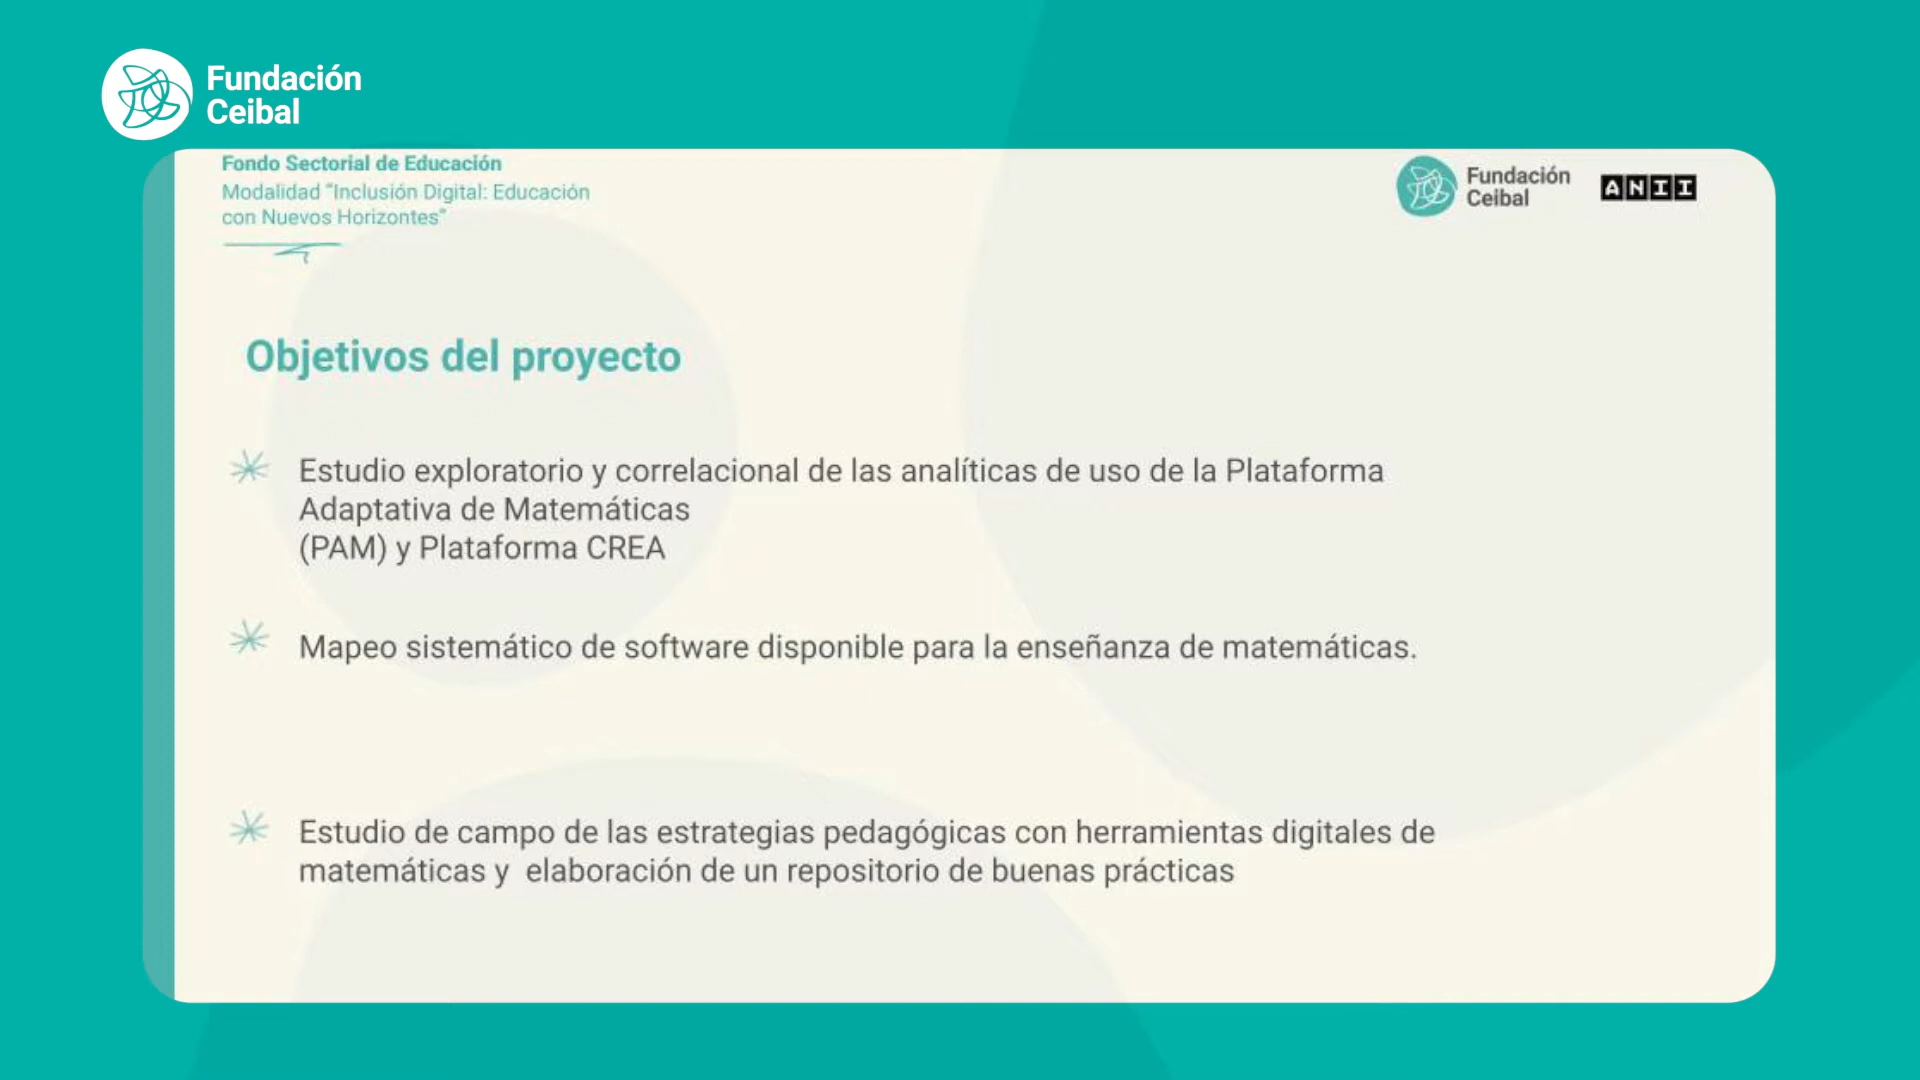 Fundación
Ceibal
Fondo Sectorial de Educación
Modalidad “Inclusión Digital: Educación
con Nuevos Horizontes”
Fundación
Ceibal
ANII
Objetivos del proyecto
Estudio exploratorio y correlacional de las analíticas de uso de la Plataforma
Adaptativa de Matemáticas
(PAM) y Plataforma CREA
Mapeo sistemático de software disponible para la enseñanza de matemáticas.
Estudio de campo de las estrategias pedagógicas con herramientas digitales de
matemáticas y  elaboración de un repositorio de buenas prácticas